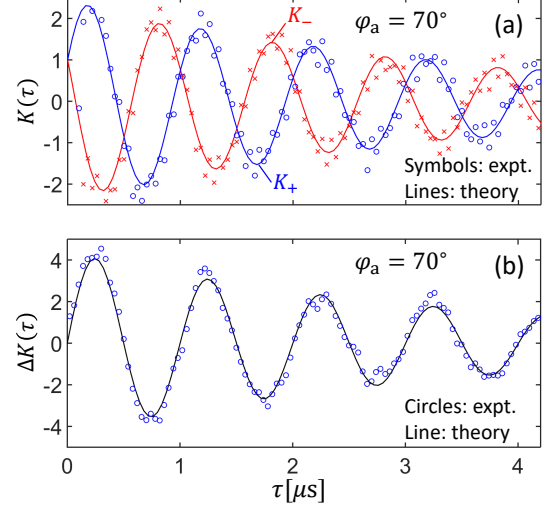 K₋ φₐ = 70° (a)
2
1
0
-1
-2
K(τ)
K₊
Symbols: expt.
Lines: theory
φₐ = 70° (b)
4
2
0
-2
-4
ΔK(τ)
Circles: expt.
Line: theory
0 1 2 3 4
τ[μs]